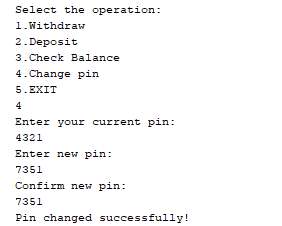 Select the operation:
1.Withdraw
2.Deposit
3.Check Balance
4.Change pin
5.EXIT
4
Enter your current pin:
4321
Enter new pin:
7351
Confirm new pin:
7351
Pin changed successfully!